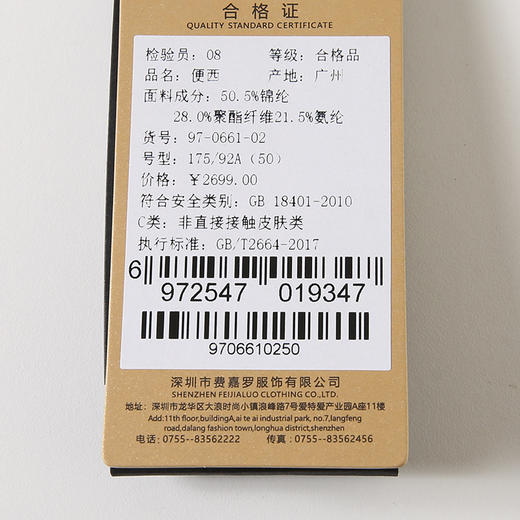 合格证
QUALITY STANDARD CERTIFICATE
检验员: 08 等级: 合格品
品名: 便西 产地: 广州
面料成分: 50.5%锦纶
28.0%聚酯纤维21.5%氨纶
货号: 97-0661-02
号型: 175/92A (50)
价格: ¥2699.00
符合安全类别: GB 18401-2010
C类: 非直接接触皮肤类
执行标准: GB/T2664-2017
6 972547 019347
9706610250
深圳市费嘉罗服饰有限公司
SHENZHEN FEIJIALUO CLOTHING CO.,LTD.
地址:深圳市龙华区大浪时尚小镇浪峰路7号爱特爱产业园A座11楼
Add:11th floor,buildingA,ai te ai industrial park, no.7,langfeng
road,dalang fashion town,longhua district,shenzhen
电话: 0755--83562222 传真: 0755--83562456